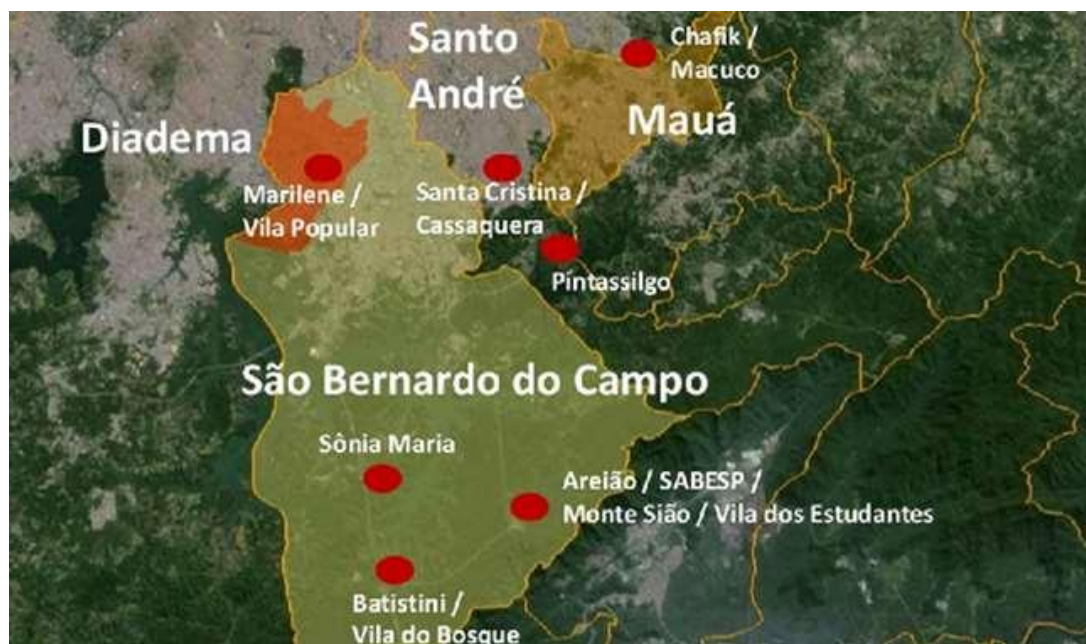 Santo
André
Chafik /
Macuco
Mauá
Diadema
Marilene /
Vila Popular
Santa Cristina /
Cassaquera
Pintassilgo
São Bernardo do Campo
Sônia Maria
Areião / SABESP /
Monte Sião / Vila dos Estudantes
Batistini /
Vila do Bosque